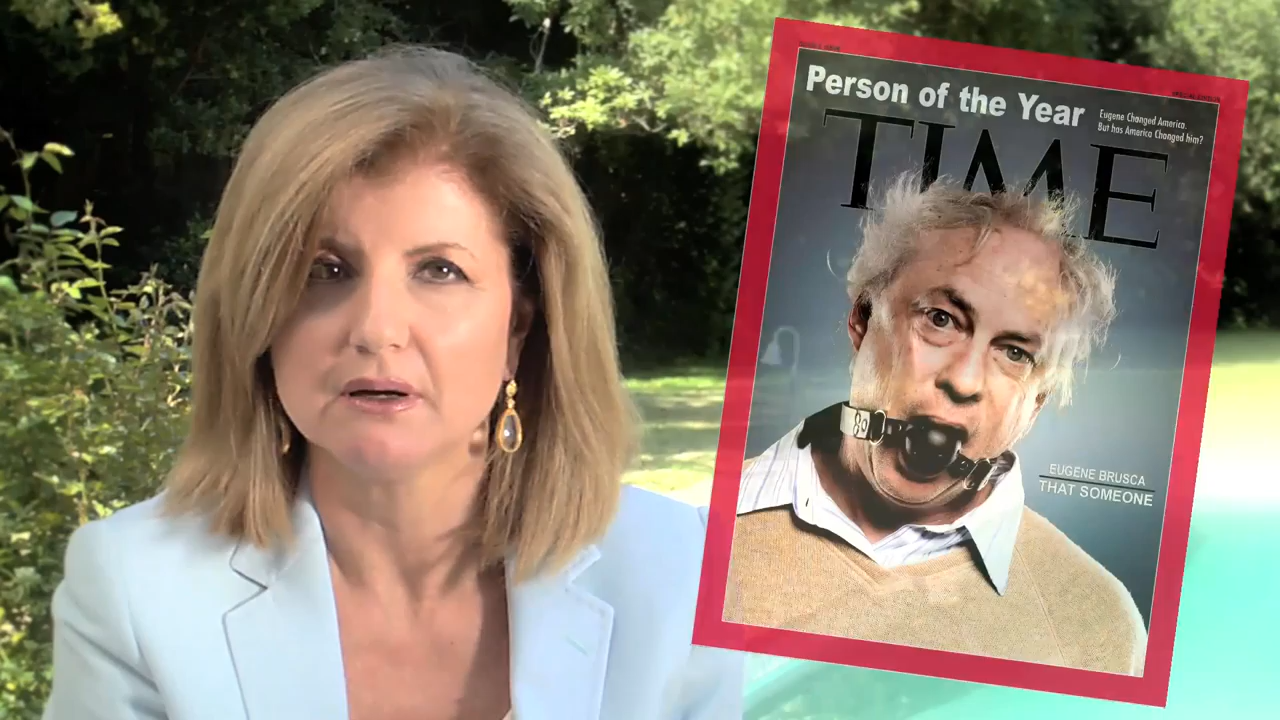 Person of the Year
Eugene Changed America.
But has America Changed him?
TIME
EUGENE BRUSCA
THAT SOMEONE